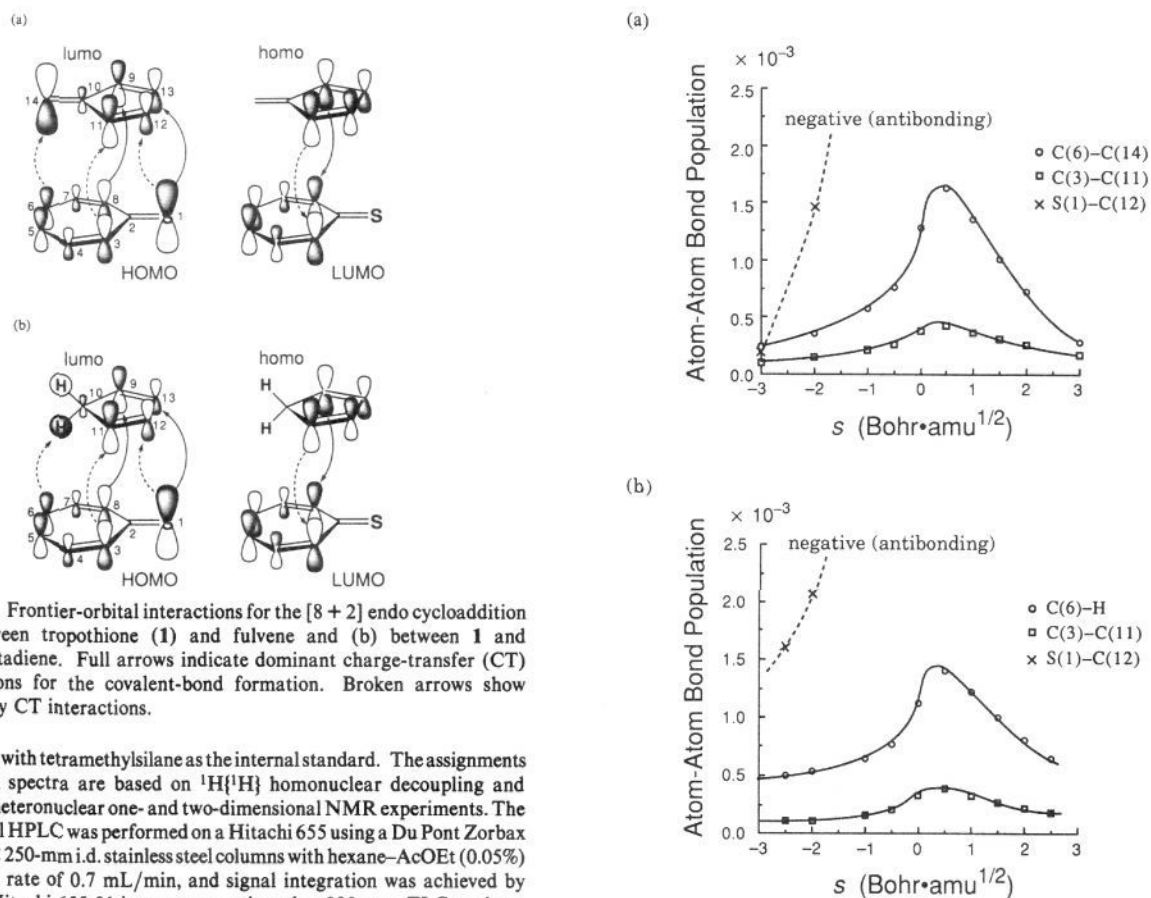 (a)
lumo
homo
14
10
9
13
11
12
7
8
6
5
4
3
2
1
S
HOMO
LUMO
(b)
lumo
homo
H
H
10
9
13
11
12
H
H
7
8
6
5
4
3
2
1
S
HOMO
LUMO
Frontier-orbital interactions for the [8 + 2] endo cycloaddition
tropothione (1) and fulvene and (b) between 1 and
Full arrows indicate dominant charge-transfer (CT)
for the covalent-bond formation. Broken arrows show
CT interactions.
with tetramethylsilane as the internal standard. The assignments
spectra are based on ¹H{¹H} homonuclear decoupling and
heteronuclear one- and two-dimensional NMR experiments. The
HPLC was performed on a Hitachi 655 using a Du Pont Zorbax
250-mm i.d. stainless steel columns with hexane–AcOEt (0.05%)
rate of 0.7 mL/min, and signal integration was achieved by
(a)
× 10⁻³
2.5
2.0
1.5
1.0
0.5
0.0
Atom-Atom Bond Population
negative (antibonding)
C(6)–C(14)
C(3)–C(11)
S(1)–C(12)
−3 −2 −1 0 1 2 3
s (Bohr•amu^1/2)
(b)
× 10⁻³
2.5
2.0
1.5
1.0
0.5
0.0
Atom-Atom Bond Population
negative (antibonding)
C(6)–H
C(3)–C(11)
S(1)–C(12)
−3 −2 −1 0 1 2 3
s (Bohr•amu^1/2)